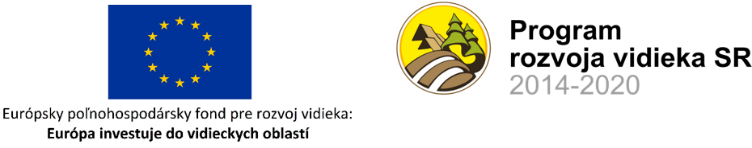 Európsky poľnohospodársky fond pre rozvoj vidieka:
Európa investuje do vidieckych oblastí
Program
rozvoja vidieka SR
2014-2020